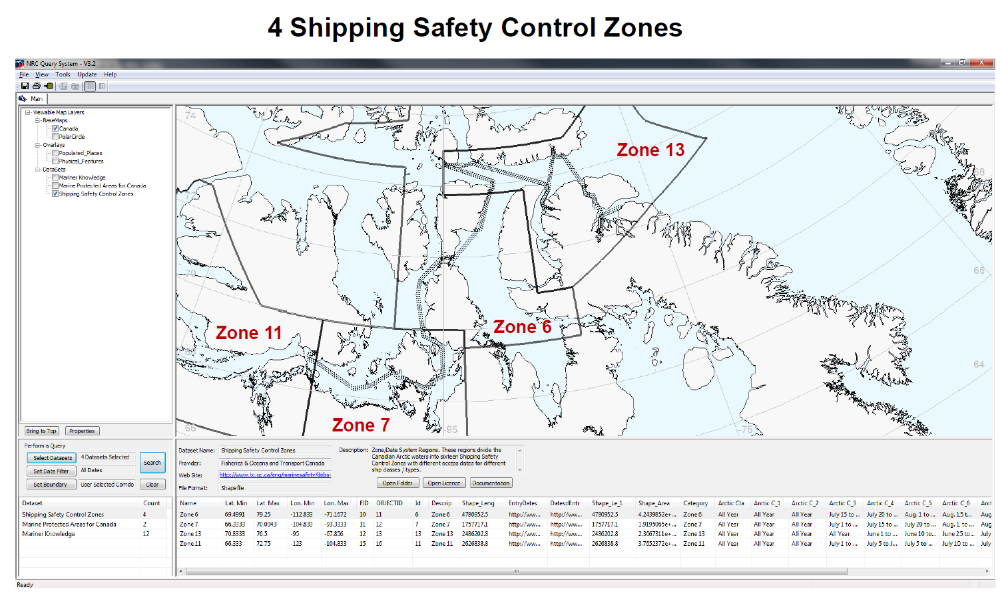 4 Shipping Safety Control Zones
NRC Query System - V3.2
File View Tools Update Help
Main
Viewable Map Layers
BaseMaps
Canada
PolarCircle
Overlays
Populated_Places
Physical_Features
DataSets
Mariner Knowledge
Marine Protected Areas for Canada
Shipping Safety Control Zones
Bring to Top Properties
74
72
70
68
66
-95
-75
68
66
64
Zone 13
Zone 11
Zone 6
Zone 7
Perform a Query
Select Datasets 4 Datasets Selected
Set Date Filter All Dates
Set Boundary User Selected Corrido
Search
Clear
Dataset Name: Shipping Safety Control Zones
Provider: Fisheries & Oceans and Transport Canada
Web Site: http://www.tc.gc.ca/eng/marinesafety/debs-
File Format: Shapefile
Description: Zone/Date System Regions. These regions divide the
Canadian Arctic waters into sixteen Shipping Safety
Control Zones with different access dates for different
ship classes / types.
Open Folder Open Licence Documentation
Dataset Count
Shipping Safety Control Zones 4
Marine Protected Areas for Canada 2
Mariner Knowledge 12
Name Lat. Min Lat. Max Lon. Min Lon. Max FID OBJECTID Id Descrip Shape_Leng EntryDates DatesdEntr Shape_Le_1 Shape_Area Category Arctic Cla Arctic C_1 Arctic C_2 Arctic C_3 Arctic C_4 Arctic C_5 Arctic C_6 Arct
Zone 6 69.4991 79.25 -112.833 -71.1672 10 11 6 Zone 6 4780952.5 http://ww... http://ww... 4780952.5 4.2439852e+... Zone 6 All Year All Year All Year July 15 to ... July 20 to ... Aug. 1 to ... Aug. 15 t... Aug
Zone 7 66.3333 70.0043 -104.833 -93.3333 11 12 7 Zone 7 1757717.1 http://ww... http://ww... 1757717.1 1.9195065e+... Zone 7 All Year All Year All Year July 1 to ... July 15 to ... July 20 to ... Aug. 1 to ... Aug
Zone 13 70.8333 76.5 -95 -67.856 12 13 13 Zone 13 2486202.8 http://ww... http://ww... 2486202.8 2.3667311e+... Zone 13 All Year All Year All Year All Year June 1 to ... June 10 to... June 25 to... July
Zone 11 66.333 72.75 -123 -104.833 15 16 11 Zone 11 2626838.8 http://ww... http://ww... 2626838.8 3.7652372e+... Zone 11 All Year All Year All Year July 1 to ... July 5 to J... July 5 to ... July 10 to ... July
Ready